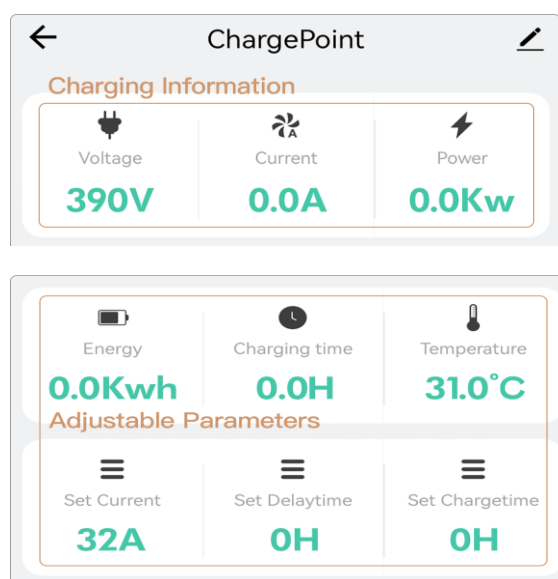 ChargePoint
Charging Information
A
Voltage Current Power
390V 0.0A 0.0Kw
Energy Charging time Temperature
0.0Kwh 0.0H 31.0°C
Adjustable Parameters
Set Current Set Delaytime Set Chargetime
32A 0H 0H